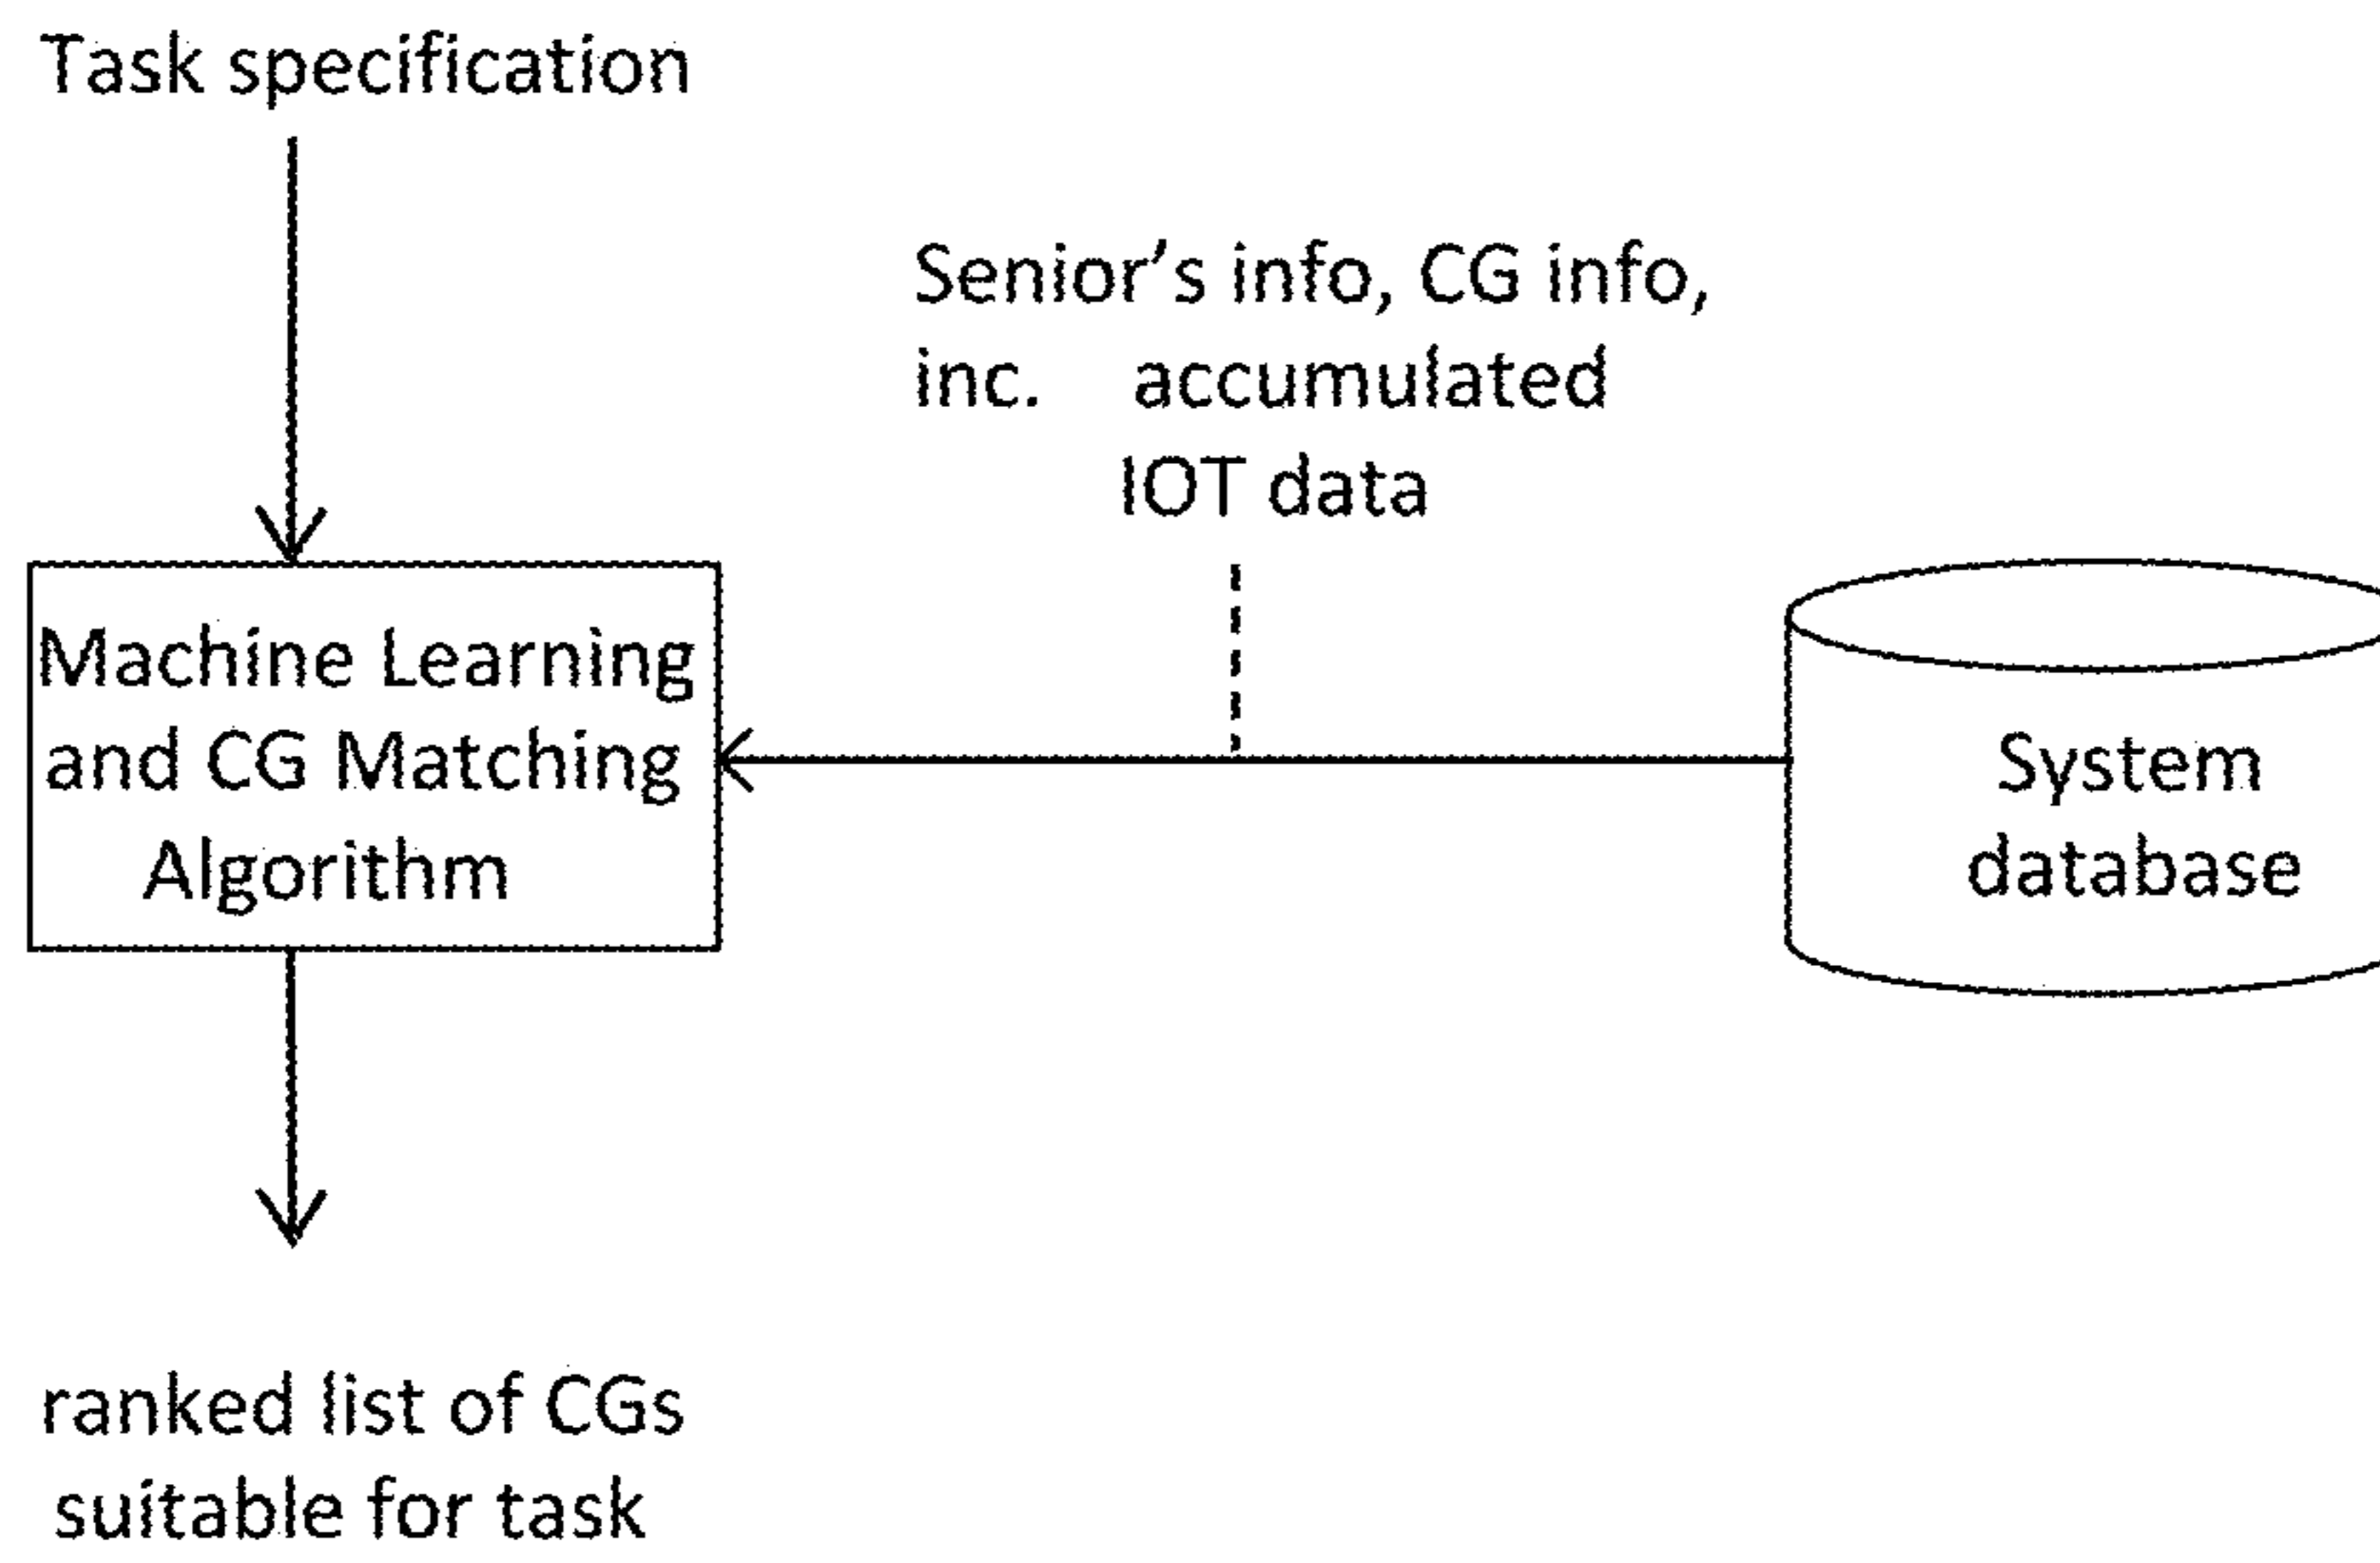 Task specification
Senior's info, CG info,
inc. accumulated
IOT data
Machine Learning
and CG Matching
Algorithm
System
database
ranked list of CGs
suitable for task